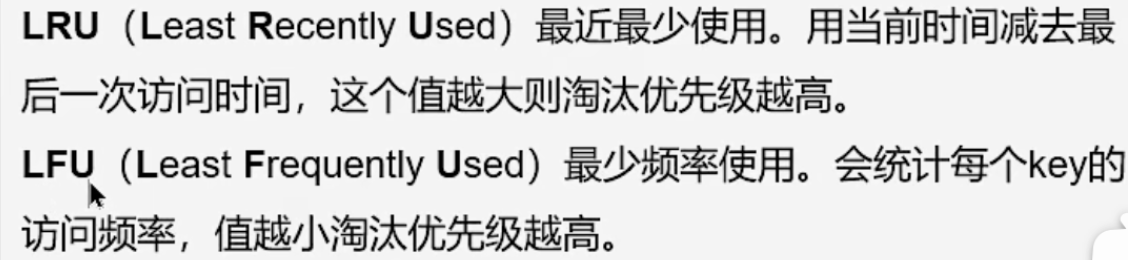 LRU（Least Recently Used）最近最少使用。用当前时间减去最
后一次访问时间，这个值越大则淘汰优先级越高。
LFU（Least Frequently Used）最少频率使用。会统计每个key的
访问频率，值越小淘汰优先级越高。